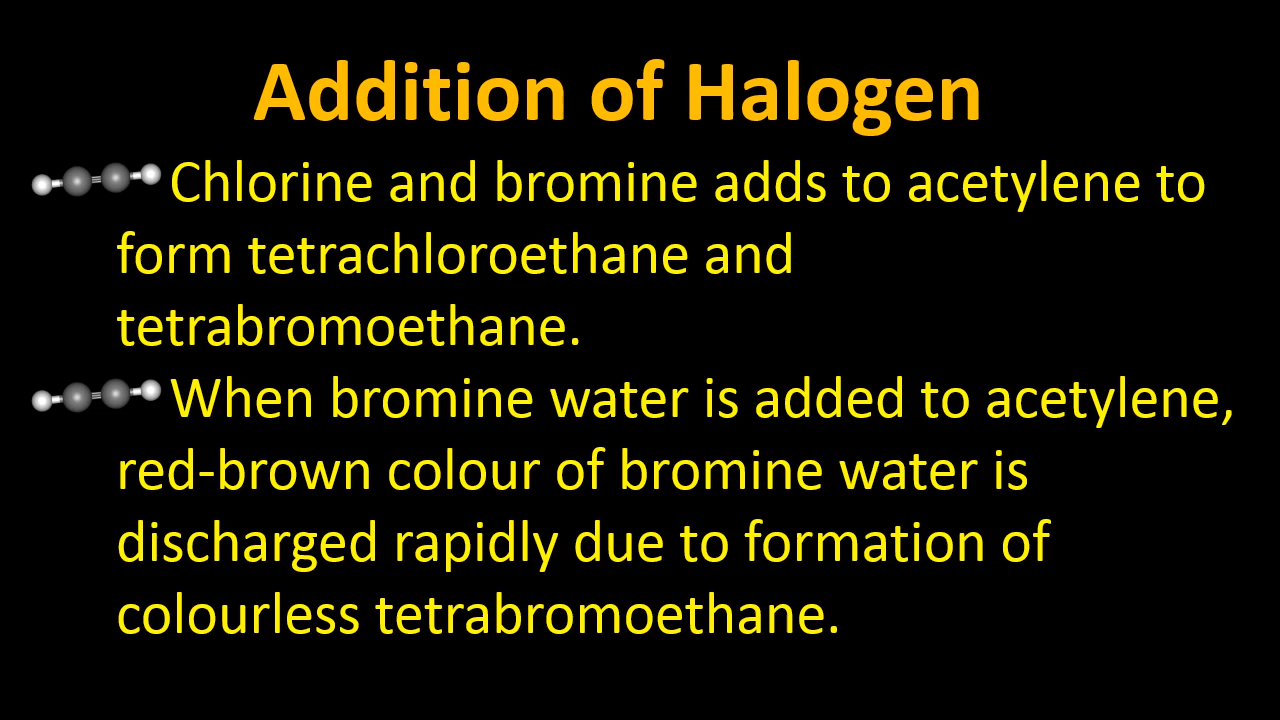 Addition of Halogen
Chlorine and bromine adds to acetylene to
form tetrachloroethane and
tetrabromoethane.
When bromine water is added to acetylene,
red-brown colour of bromine water is
discharged rapidly due to formation of
colourless tetrabromoethane.